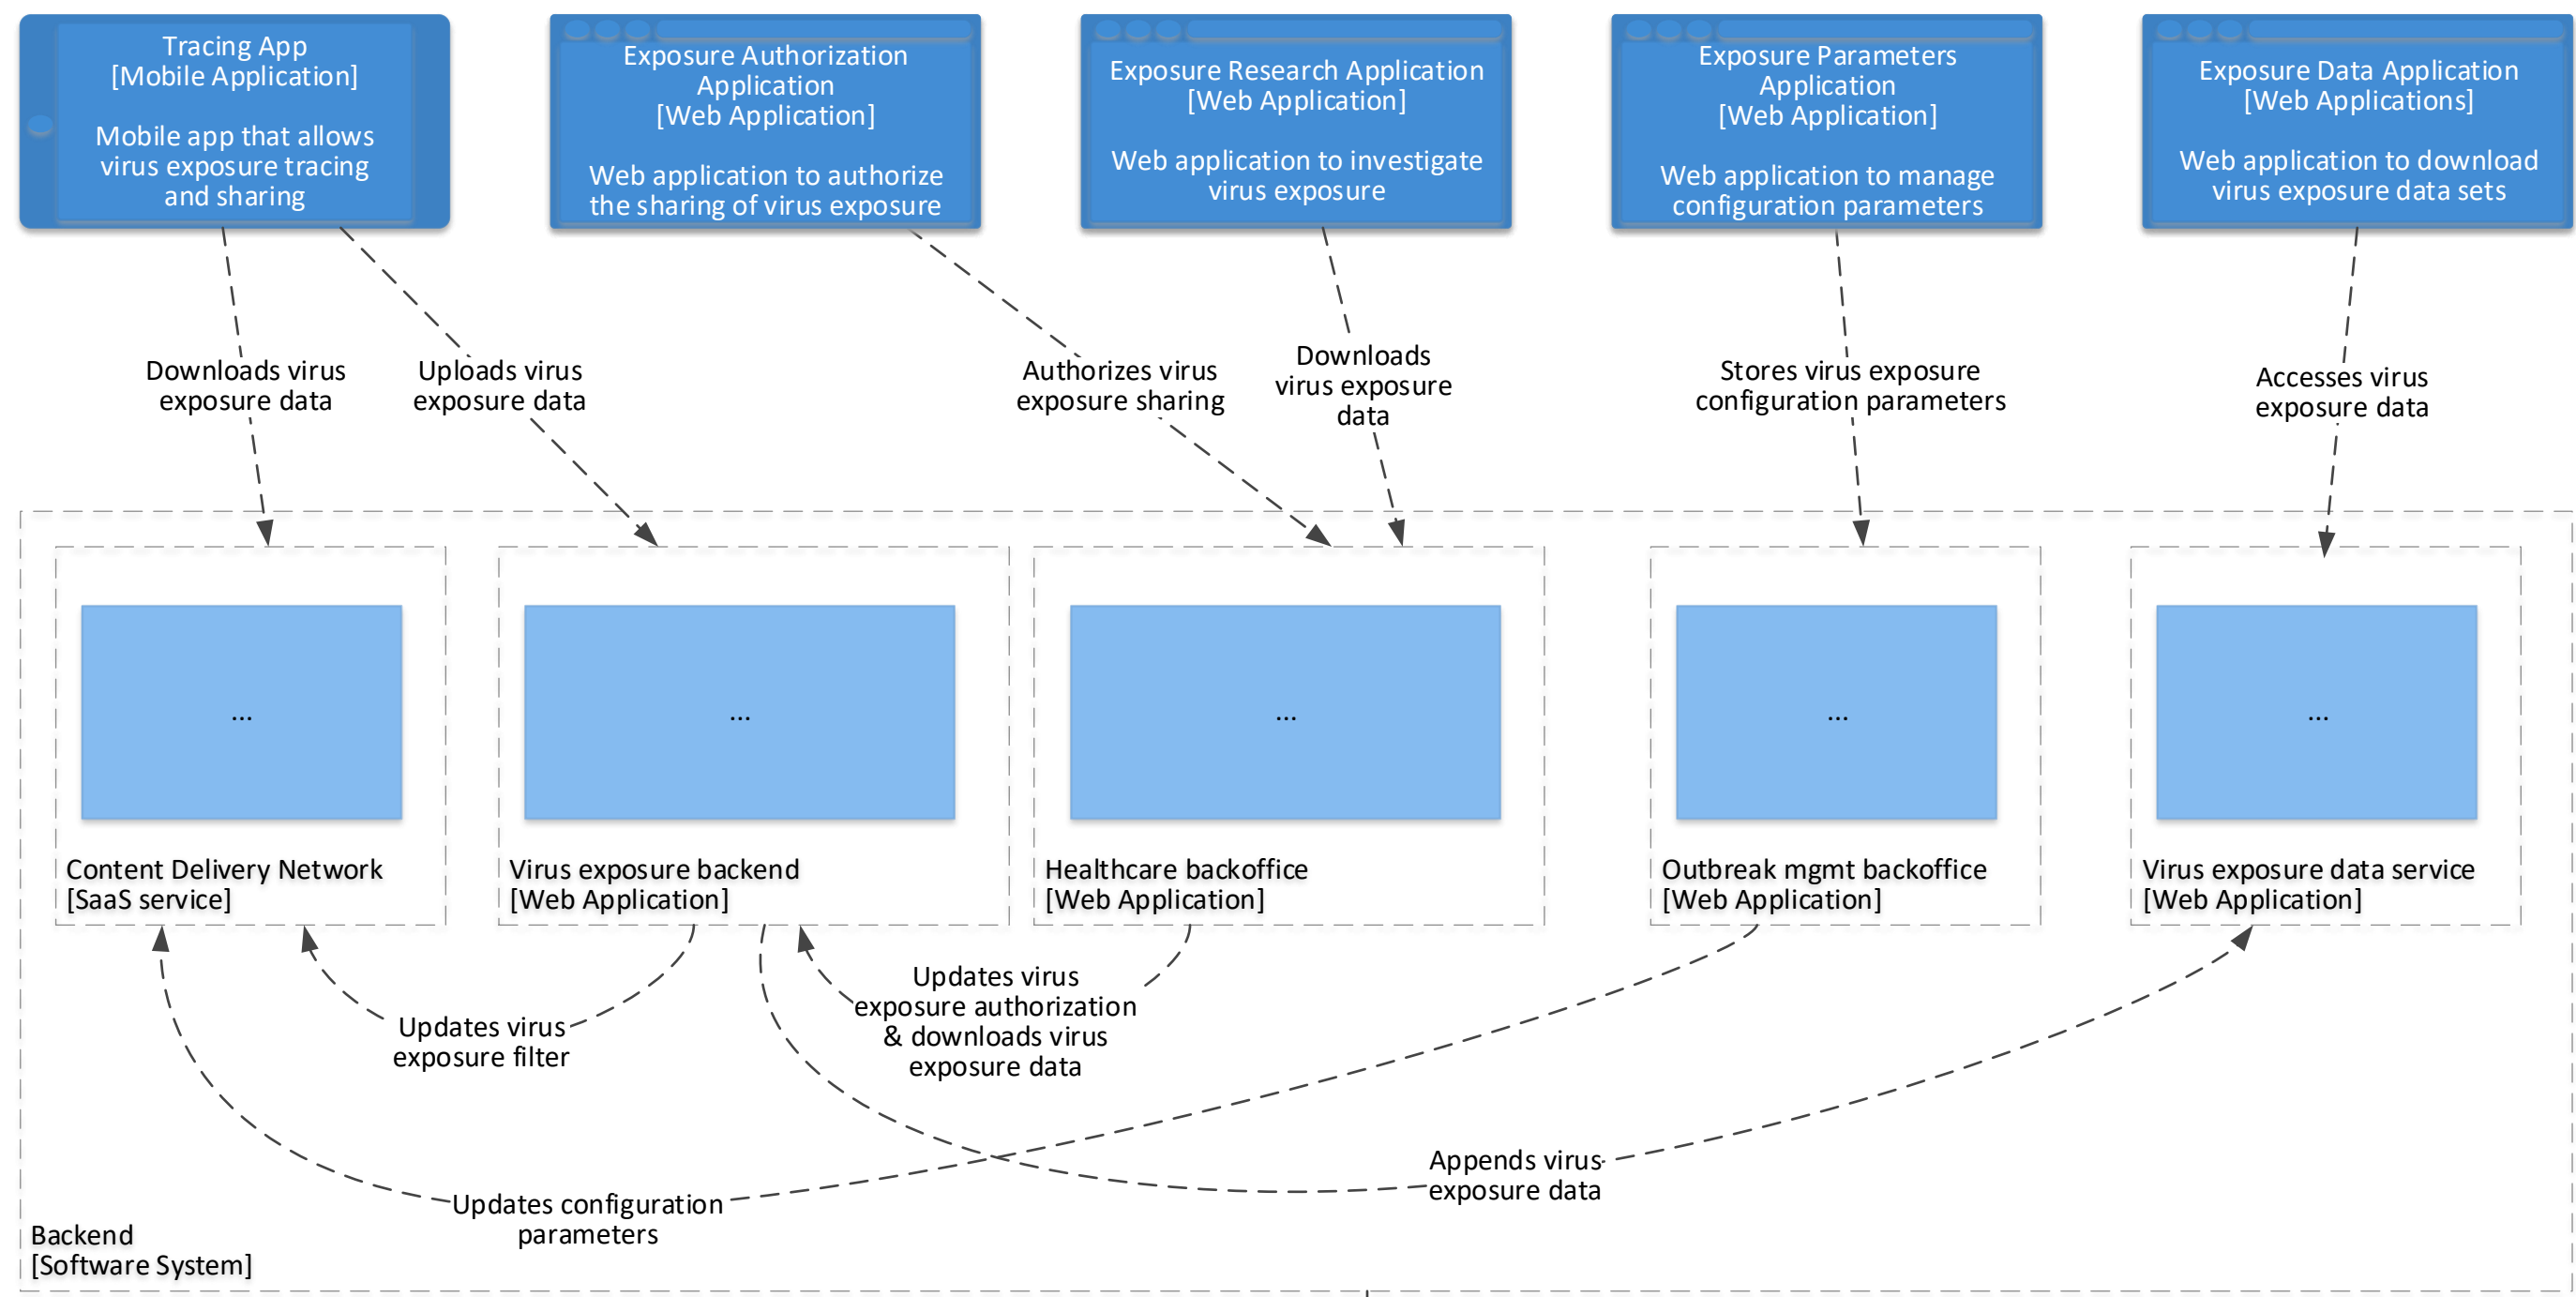 Tracing App
[Mobile Application]
Mobile app that allows
virus exposure tracing
and sharing
Exposure Authorization
Application
[Web Application]
Web application to authorize
the sharing of virus exposure
Exposure Research Application
[Web Application]
Web application to investigate
virus exposure
Exposure Parameters
Application
[Web Application]
Web application to manage
configuration parameters
Exposure Data Application
[Web Applications]
Web application to download
virus exposure data sets
Downloads virus
exposure data
Uploads virus
exposure data
Authorizes virus
exposure sharing
Downloads
virus exposure
data
Stores virus exposure
configuration parameters
Accesses virus
exposure data
...
...
...
...
...
Content Delivery Network
[SaaS service]
Virus exposure backend
[Web Application]
Healthcare backoffice
[Web Application]
Outbreak mgmt backoffice
[Web Application]
Virus exposure data service
[Web Application]
Updates virus
exposure filter
Updates virus
exposure authorization
& downloads virus
exposure data
Updates configuration
parameters
Appends virus
exposure data
Backend
[Software System]